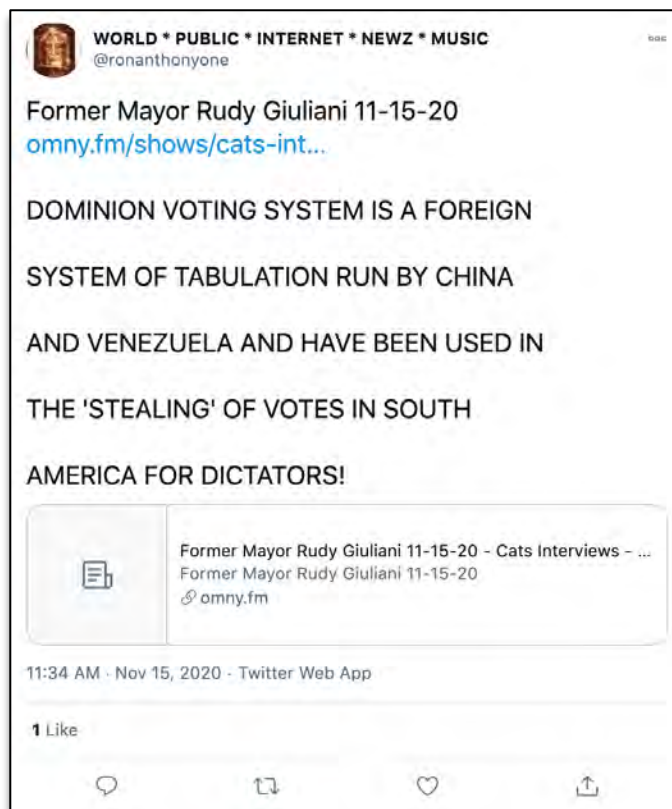 WORLD * PUBLIC * INTERNET * NEWZ * MUSIC
@ronanthonyone
Former Mayor Rudy Giuliani 11-15-20
omny.fm/shows/cats-int...
DOMINION VOTING SYSTEM IS A FOREIGN
SYSTEM OF TABULATION RUN BY CHINA
AND VENEZUELA AND HAVE BEEN USED IN
THE 'STEALING' OF VOTES IN SOUTH
AMERICA FOR DICTATORS!
Former Mayor Rudy Giuliani 11-15-20 - Cats Interviews - ...
Former Mayor Rudy Giuliani 11-15-20
omny.fm
11:34 AM · Nov 15, 2020 · Twitter Web App
1 Like